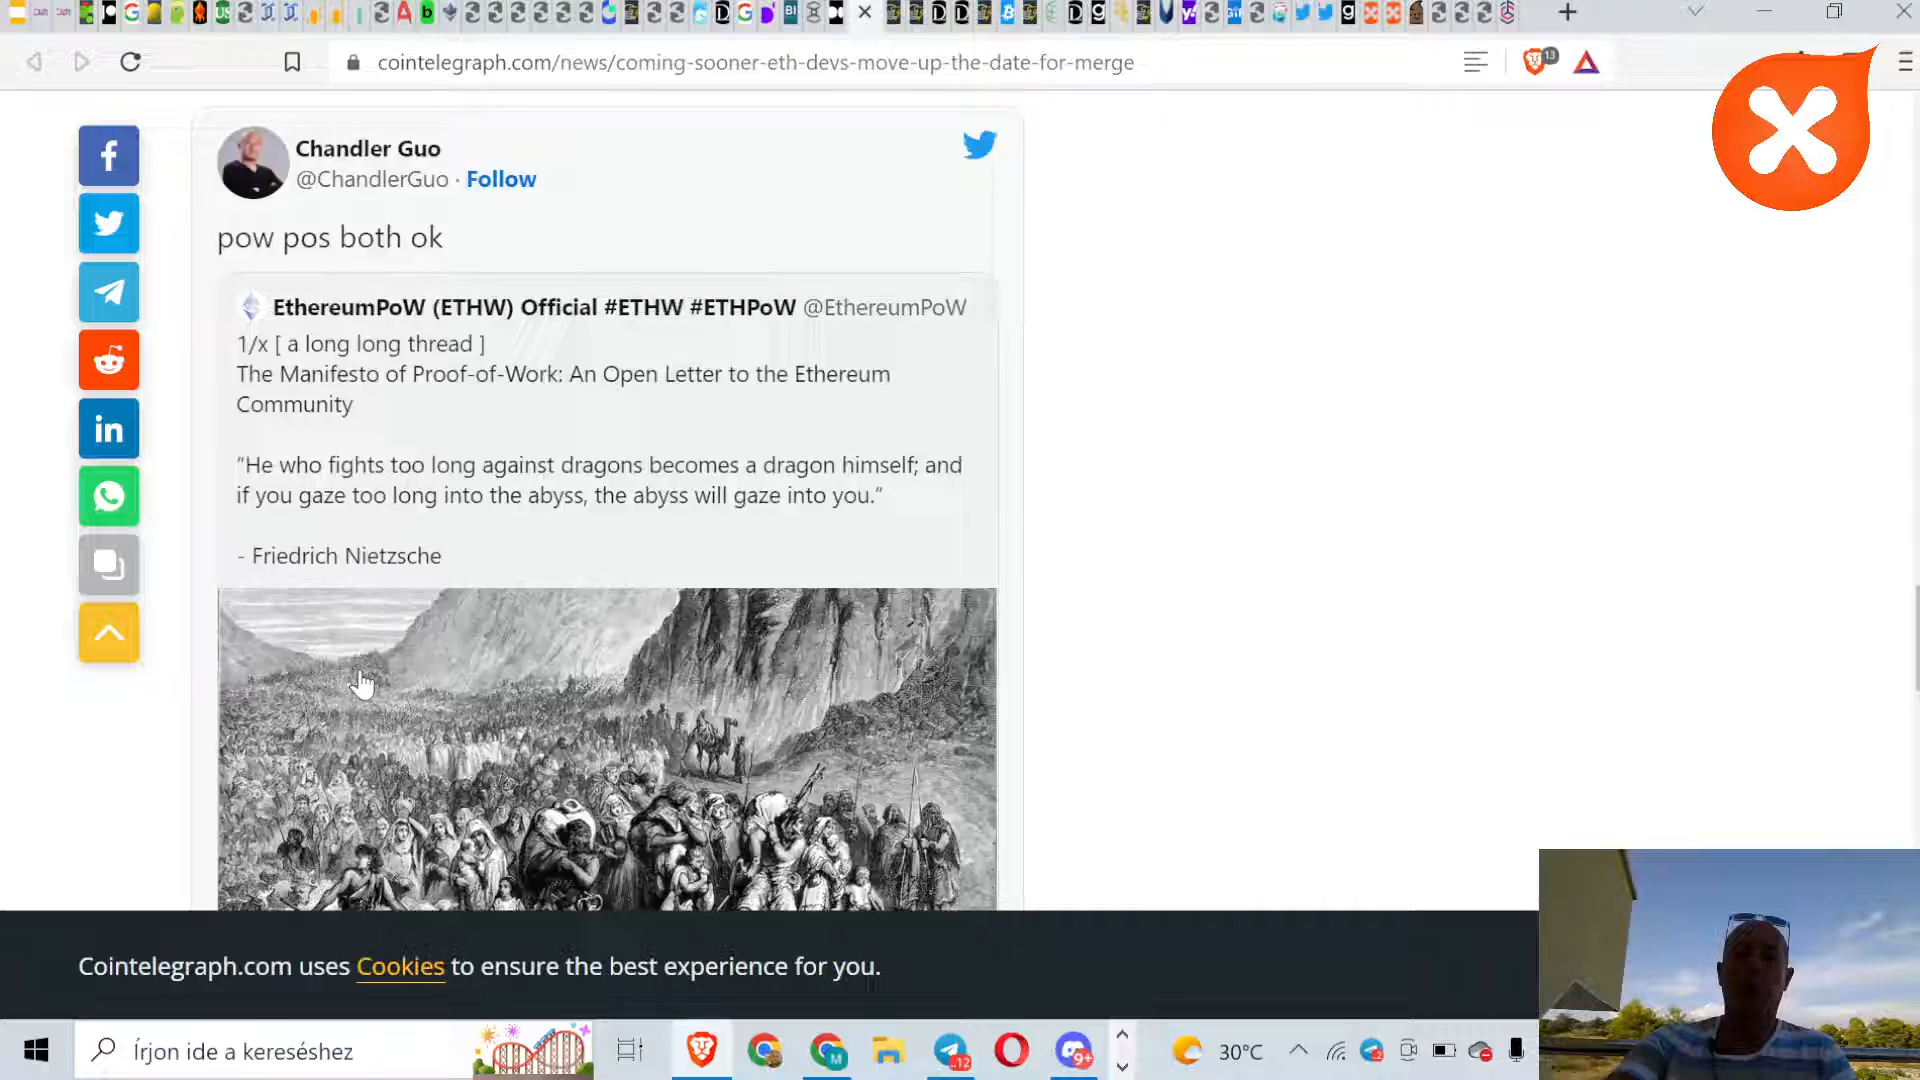 cointelegraph.com/news/coming-sooner-eth-devs-move-up-the-date-for-merge
13
Chandler Guo
@ChandlerGuo · Follow
pow pos both ok
EthereumPoW (ETHW) Official #ETHW #ETHPoW @EthereumPoW
1/x [ a long long thread ]
The Manifesto of Proof-of-Work: An Open Letter to the Ethereum
Community
"He who fights too long against dragons becomes a dragon himself; and
if you gaze too long into the abyss, the abyss will gaze into you."
- Friedrich Nietzsche
Cointelegraph.com uses Cookies to ensure the best experience for you.
Írjon ide a kereséshez
M
12
9+
30°C